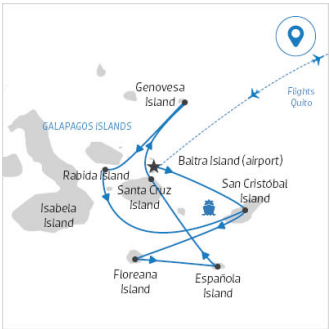 Genovesa
Island
Flights
Quito
GALAPAGOS ISLANDS
Baltra Island (airport)
Rabida Island
Santa Cruz
Island
San Cristóbal
Island
Isabela
Island
Floreana
Island
Española
Island